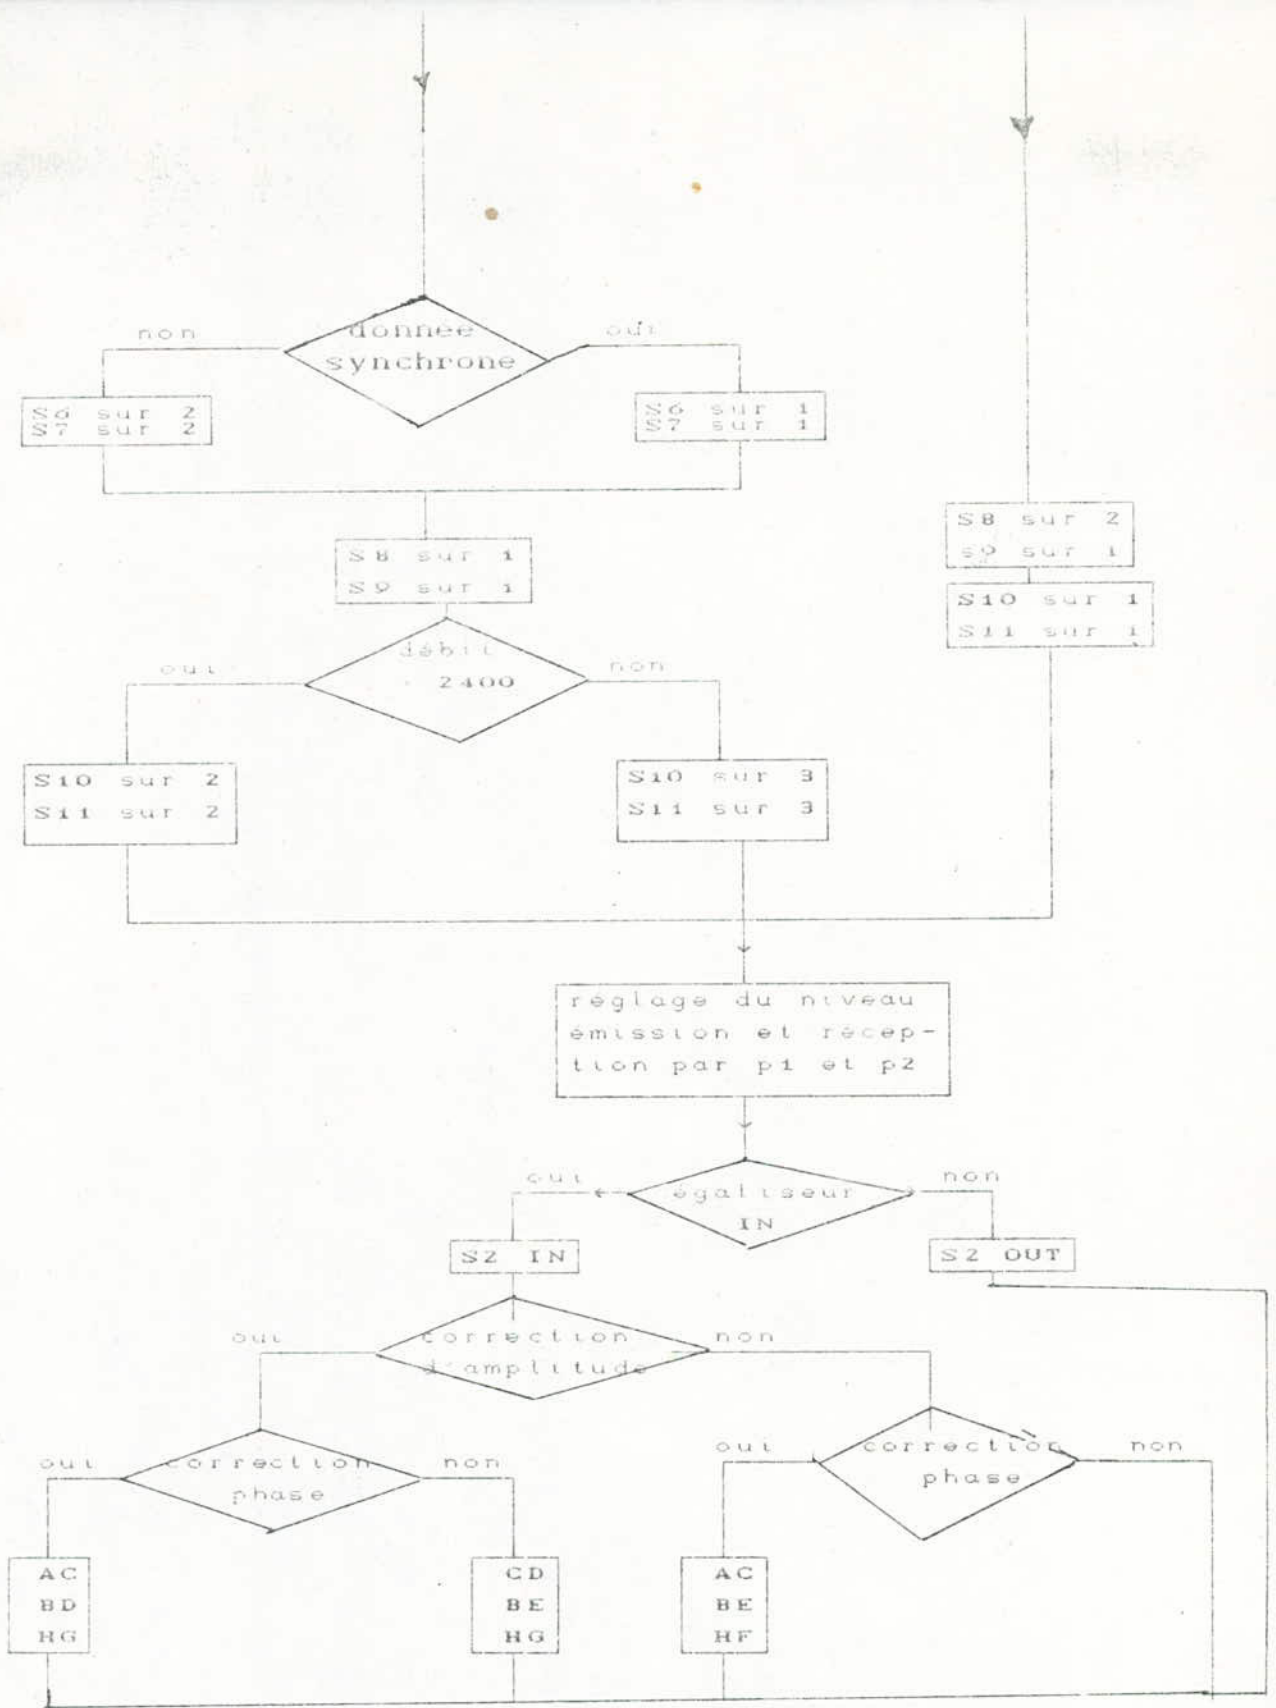 non
donnée
synchrone
oui
S6 sur 2
S7 sur 2
S6 sur 1
S7 sur 1
S8 sur 1
S9 sur 1
S8 sur 2
s9 sur 1
S10 sur 1
S11 sur 1
oui
débit
2400
non
S10 sur 2
S11 sur 2
S10 sur 3
S11 sur 3
réglage du niveau
émission et récep-
tion par p1 et p2
oui
égaliseur
IN
non
S2 IN
S2 OUT
oui
correction
d'amplitude
non
oui
correction
phase
non
oui
correction
phase
non
AC
BD
HG
CD
BE
HG
AC
BE
HF